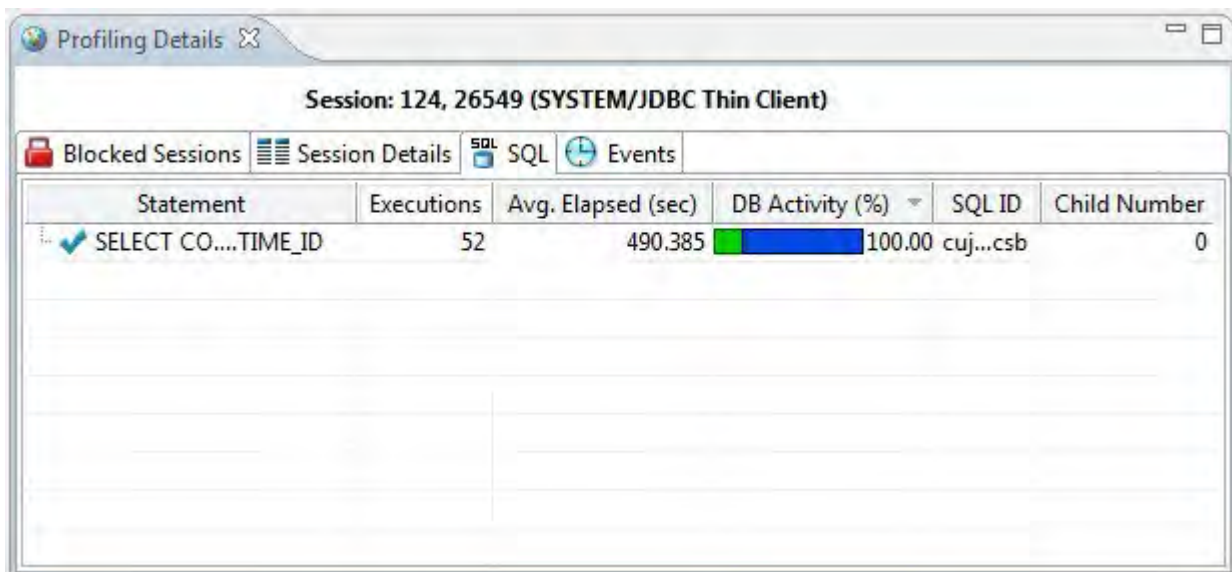 Profiling Details
Session: 124, 26549 (SYSTEM/JDBC Thin Client)
Blocked Sessions Session Details SQL SQL Events
Statement Executions Avg. Elapsed (sec) DB Activity (%) SQL ID Child Number
SELECT CO....TIME_ID 52 490.385 100.00 cuj...csb 0